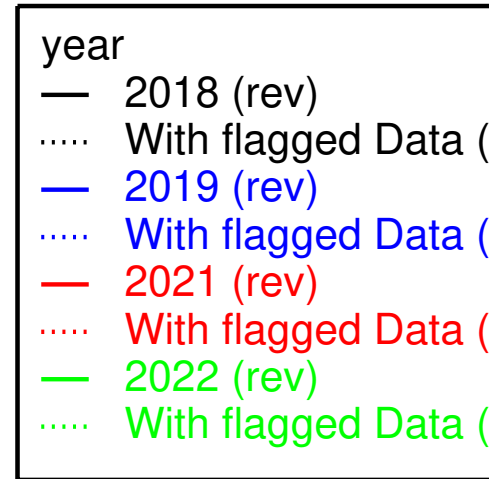 year
2018 (rev)
With flagged Data (
2019 (rev)
With flagged Data (
2021 (rev)
With flagged Data (
2022 (rev)
With flagged Data (